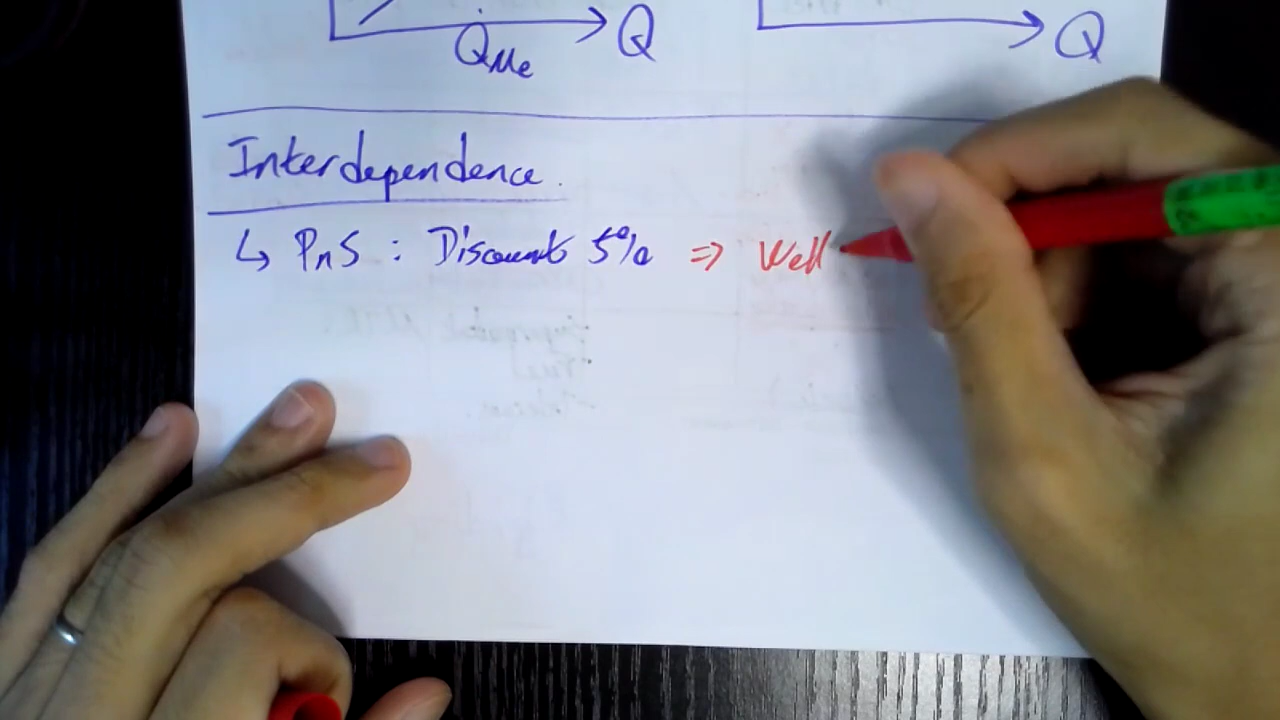 Q Q
QMe
Interdependence.
↳ PnS : Discount 5% ⇒ Well